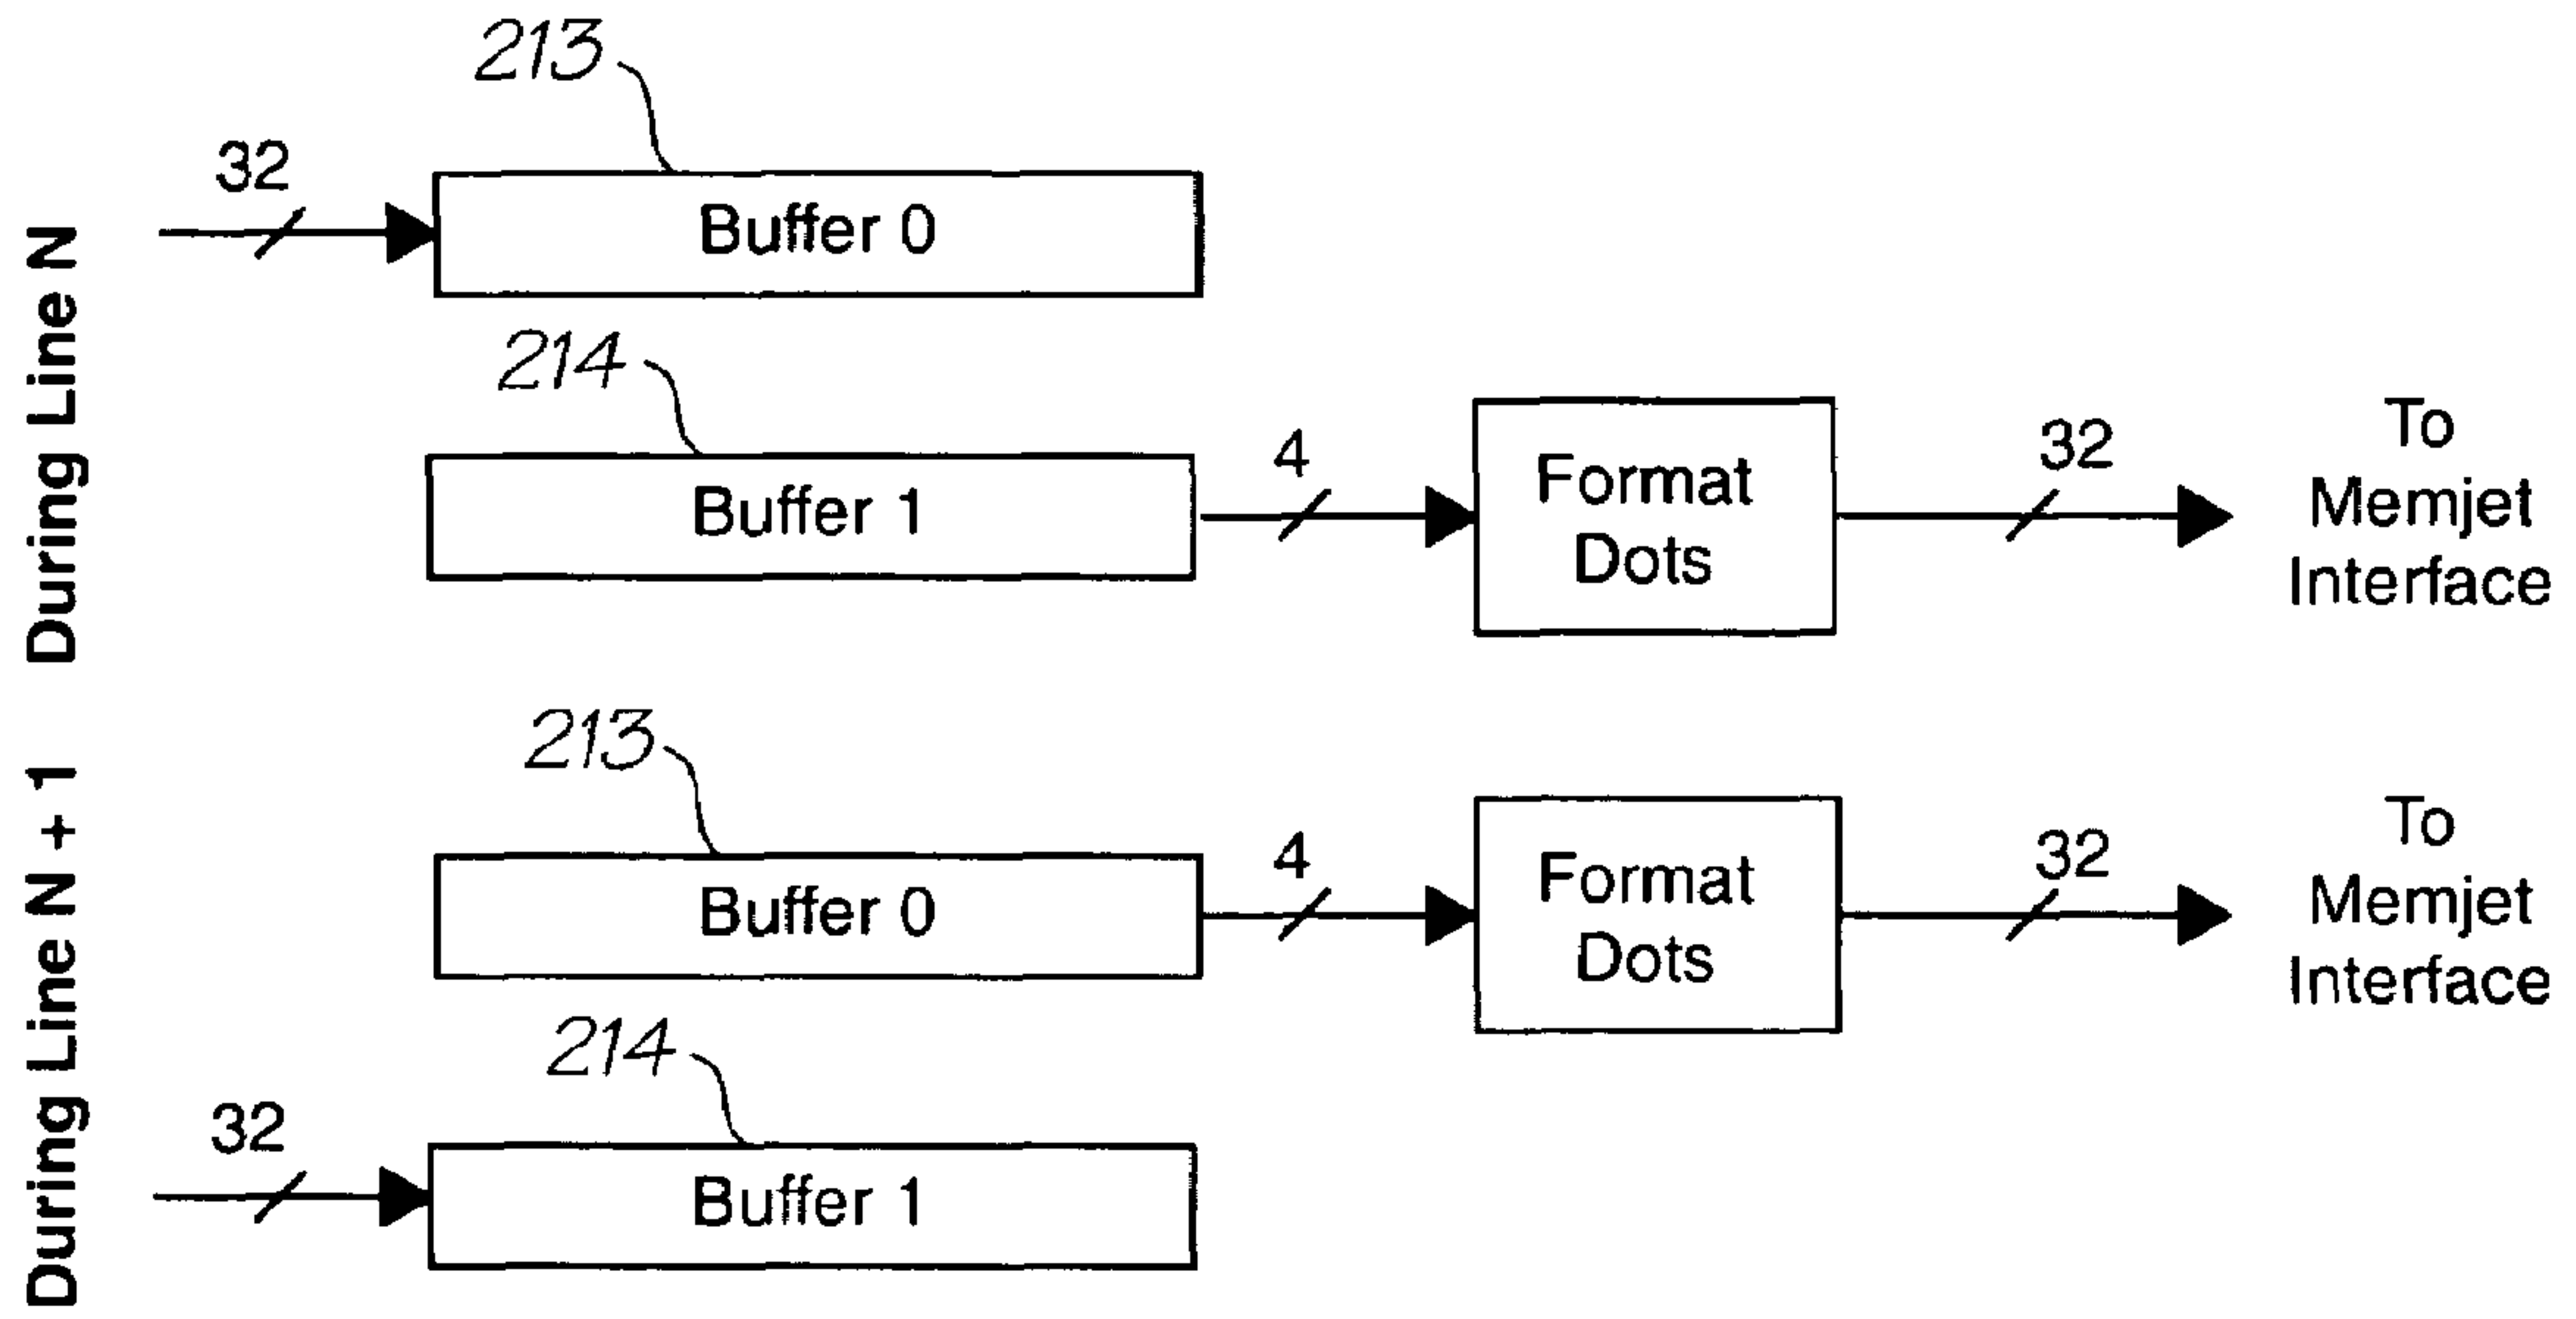 During Line N
213
32
Buffer 0
214
Buffer 1
4
Format
Dots
32
To
Memjet
Interface
During Line N + 1
213
Buffer 0
4
Format
Dots
32
To
Memjet
Interface
214
32
Buffer 1